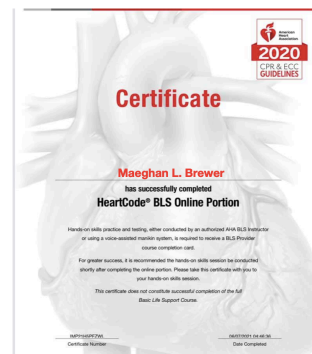 American
Heart
Association
2020
CPR & ECC
GUIDELINES
Certificate
Maeghan L. Brewer
has successfully completed
HeartCode® BLS Online Portion
Hands-on skills practice and testing, either conducted by an authorized AHA BLS Instructor
or using a voice-assisted manikin system, is required to receive a BLS Provider
course completion card.
For greater success, it is recommended the hands-on skills session be conducted
shortly after completing the online portion. Please take this certificate with you to
your hands-on skills session.
This certificate does not constitute successful completion of the full
Basic Life Support Course.
Certificate Number
Date Completed